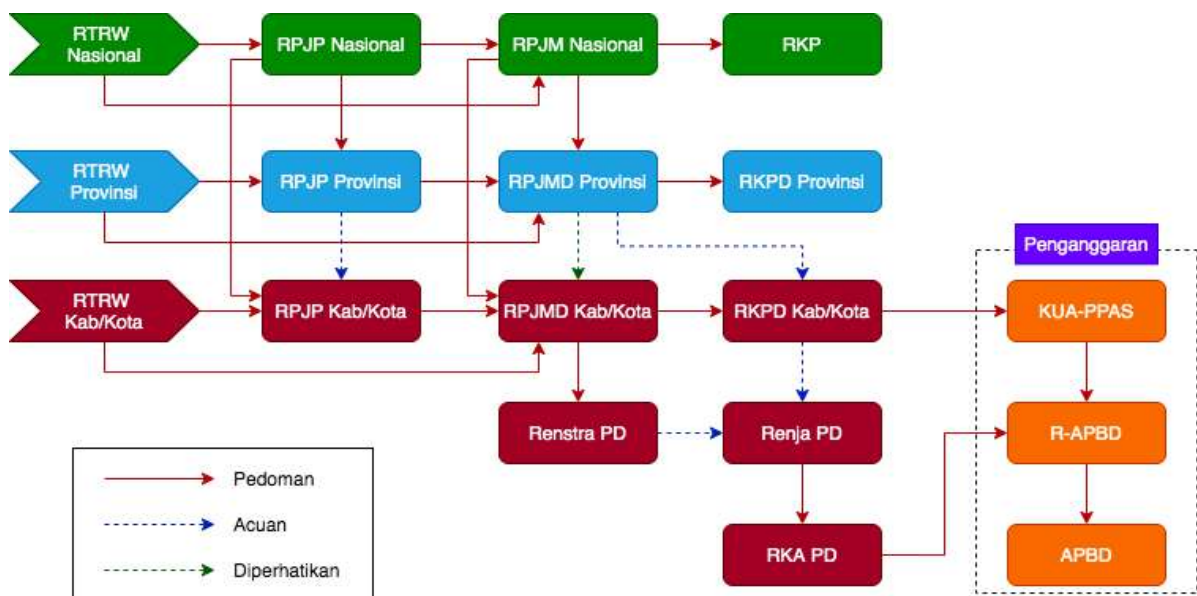 RTRW
Nasional
RPJP Nasional
RPJM Nasional
RKP
RTRW
Provinsi
RPJP Provinsi
RPJMD Provinsi
RKPD Provinsi
Penganggaran
RTRW
Kab/Kota
RPJP Kab/Kota
RPJMD Kab/Kota
RKPD Kab/Kota
KUA-PPAS
Renstra PD
Renja PD
R-APBD
Pedoman
Acuan
Diperhatikan
RKA PD
APBD